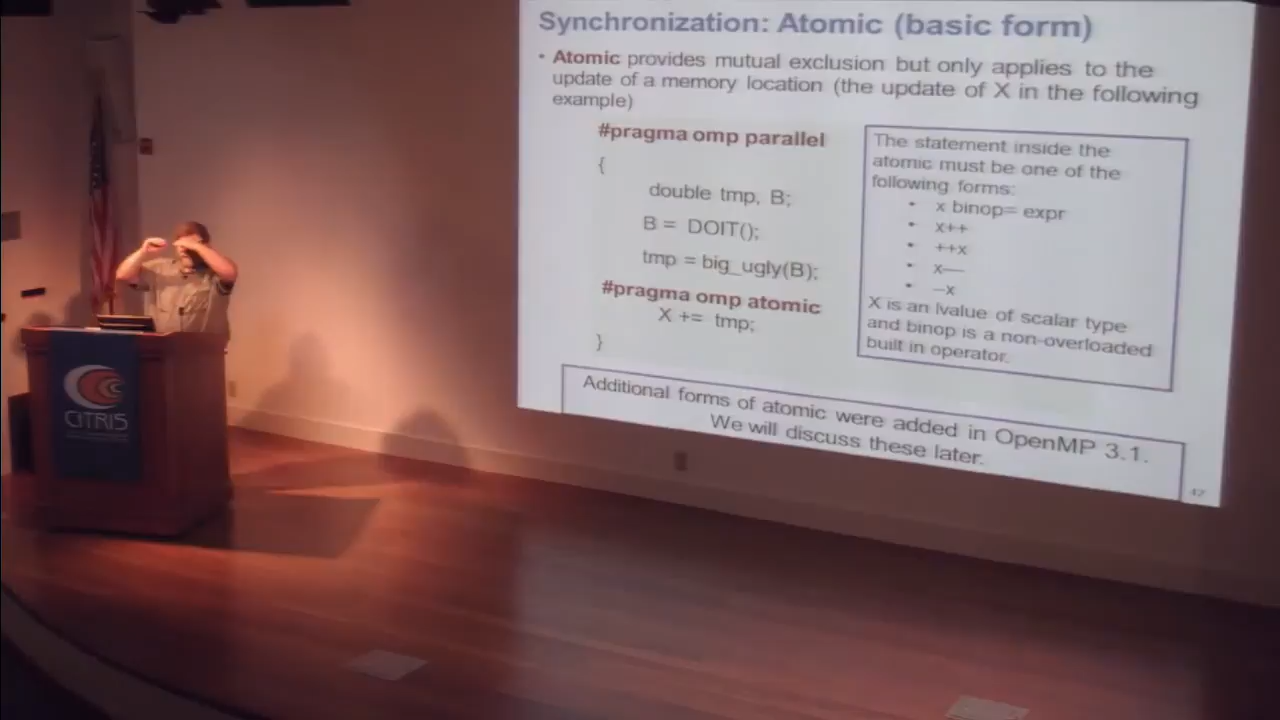 Synchronization: Atomic (basic form)
• Atomic provides mutual exclusion but only applies to the
update of a memory location (the update of X in the following
example)
#pragma omp parallel
{
double tmp, B;
B = DOIT();
tmp = big_ugly(B);
#pragma omp atomic
X += tmp;
}
The statement inside the
atomic must be one of the
following forms:
• x binop= expr
• x++
• ++x
• x—
• –x
X is an lvalue of scalar type
and binop is a non-overloaded
built in operator.
Additional forms of atomic were added in OpenMP 3.1.
We will discuss these later.
47
CITRIS